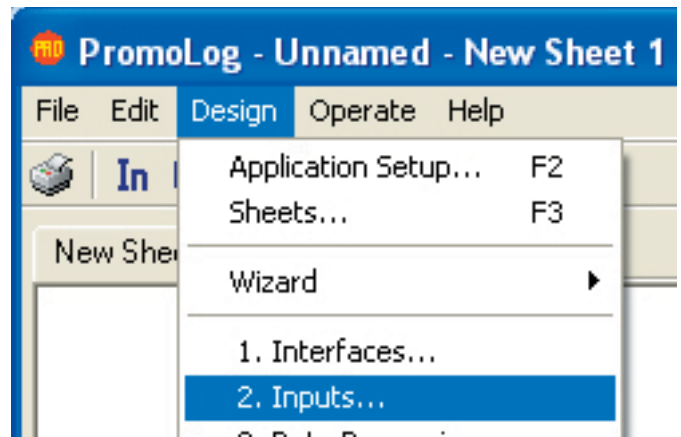 PRO PromoLog - Unnamed - New Sheet 1
File Edit Design Operate Help
In
Application Setup... F2
Sheets... F3
New
Wizard
1. Interfaces...
2. Inputs...